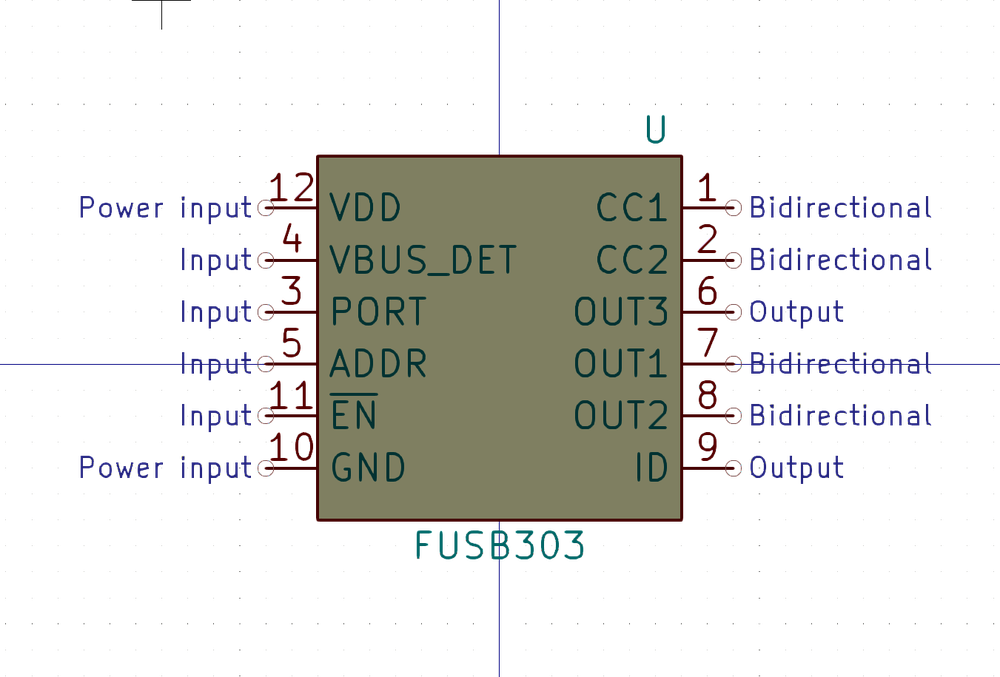 U
Power input 12 VDD CC1 1 Bidirectional
Input 4 VBUS_DET CC2 2 Bidirectional
Input 3 PORT OUT3 6 Output
Input 5 ADDR OUT1 7 Bidirectional
Input 11 EN OUT2 8 Bidirectional
Power input 10 GND ID 9 Output
FUSB303